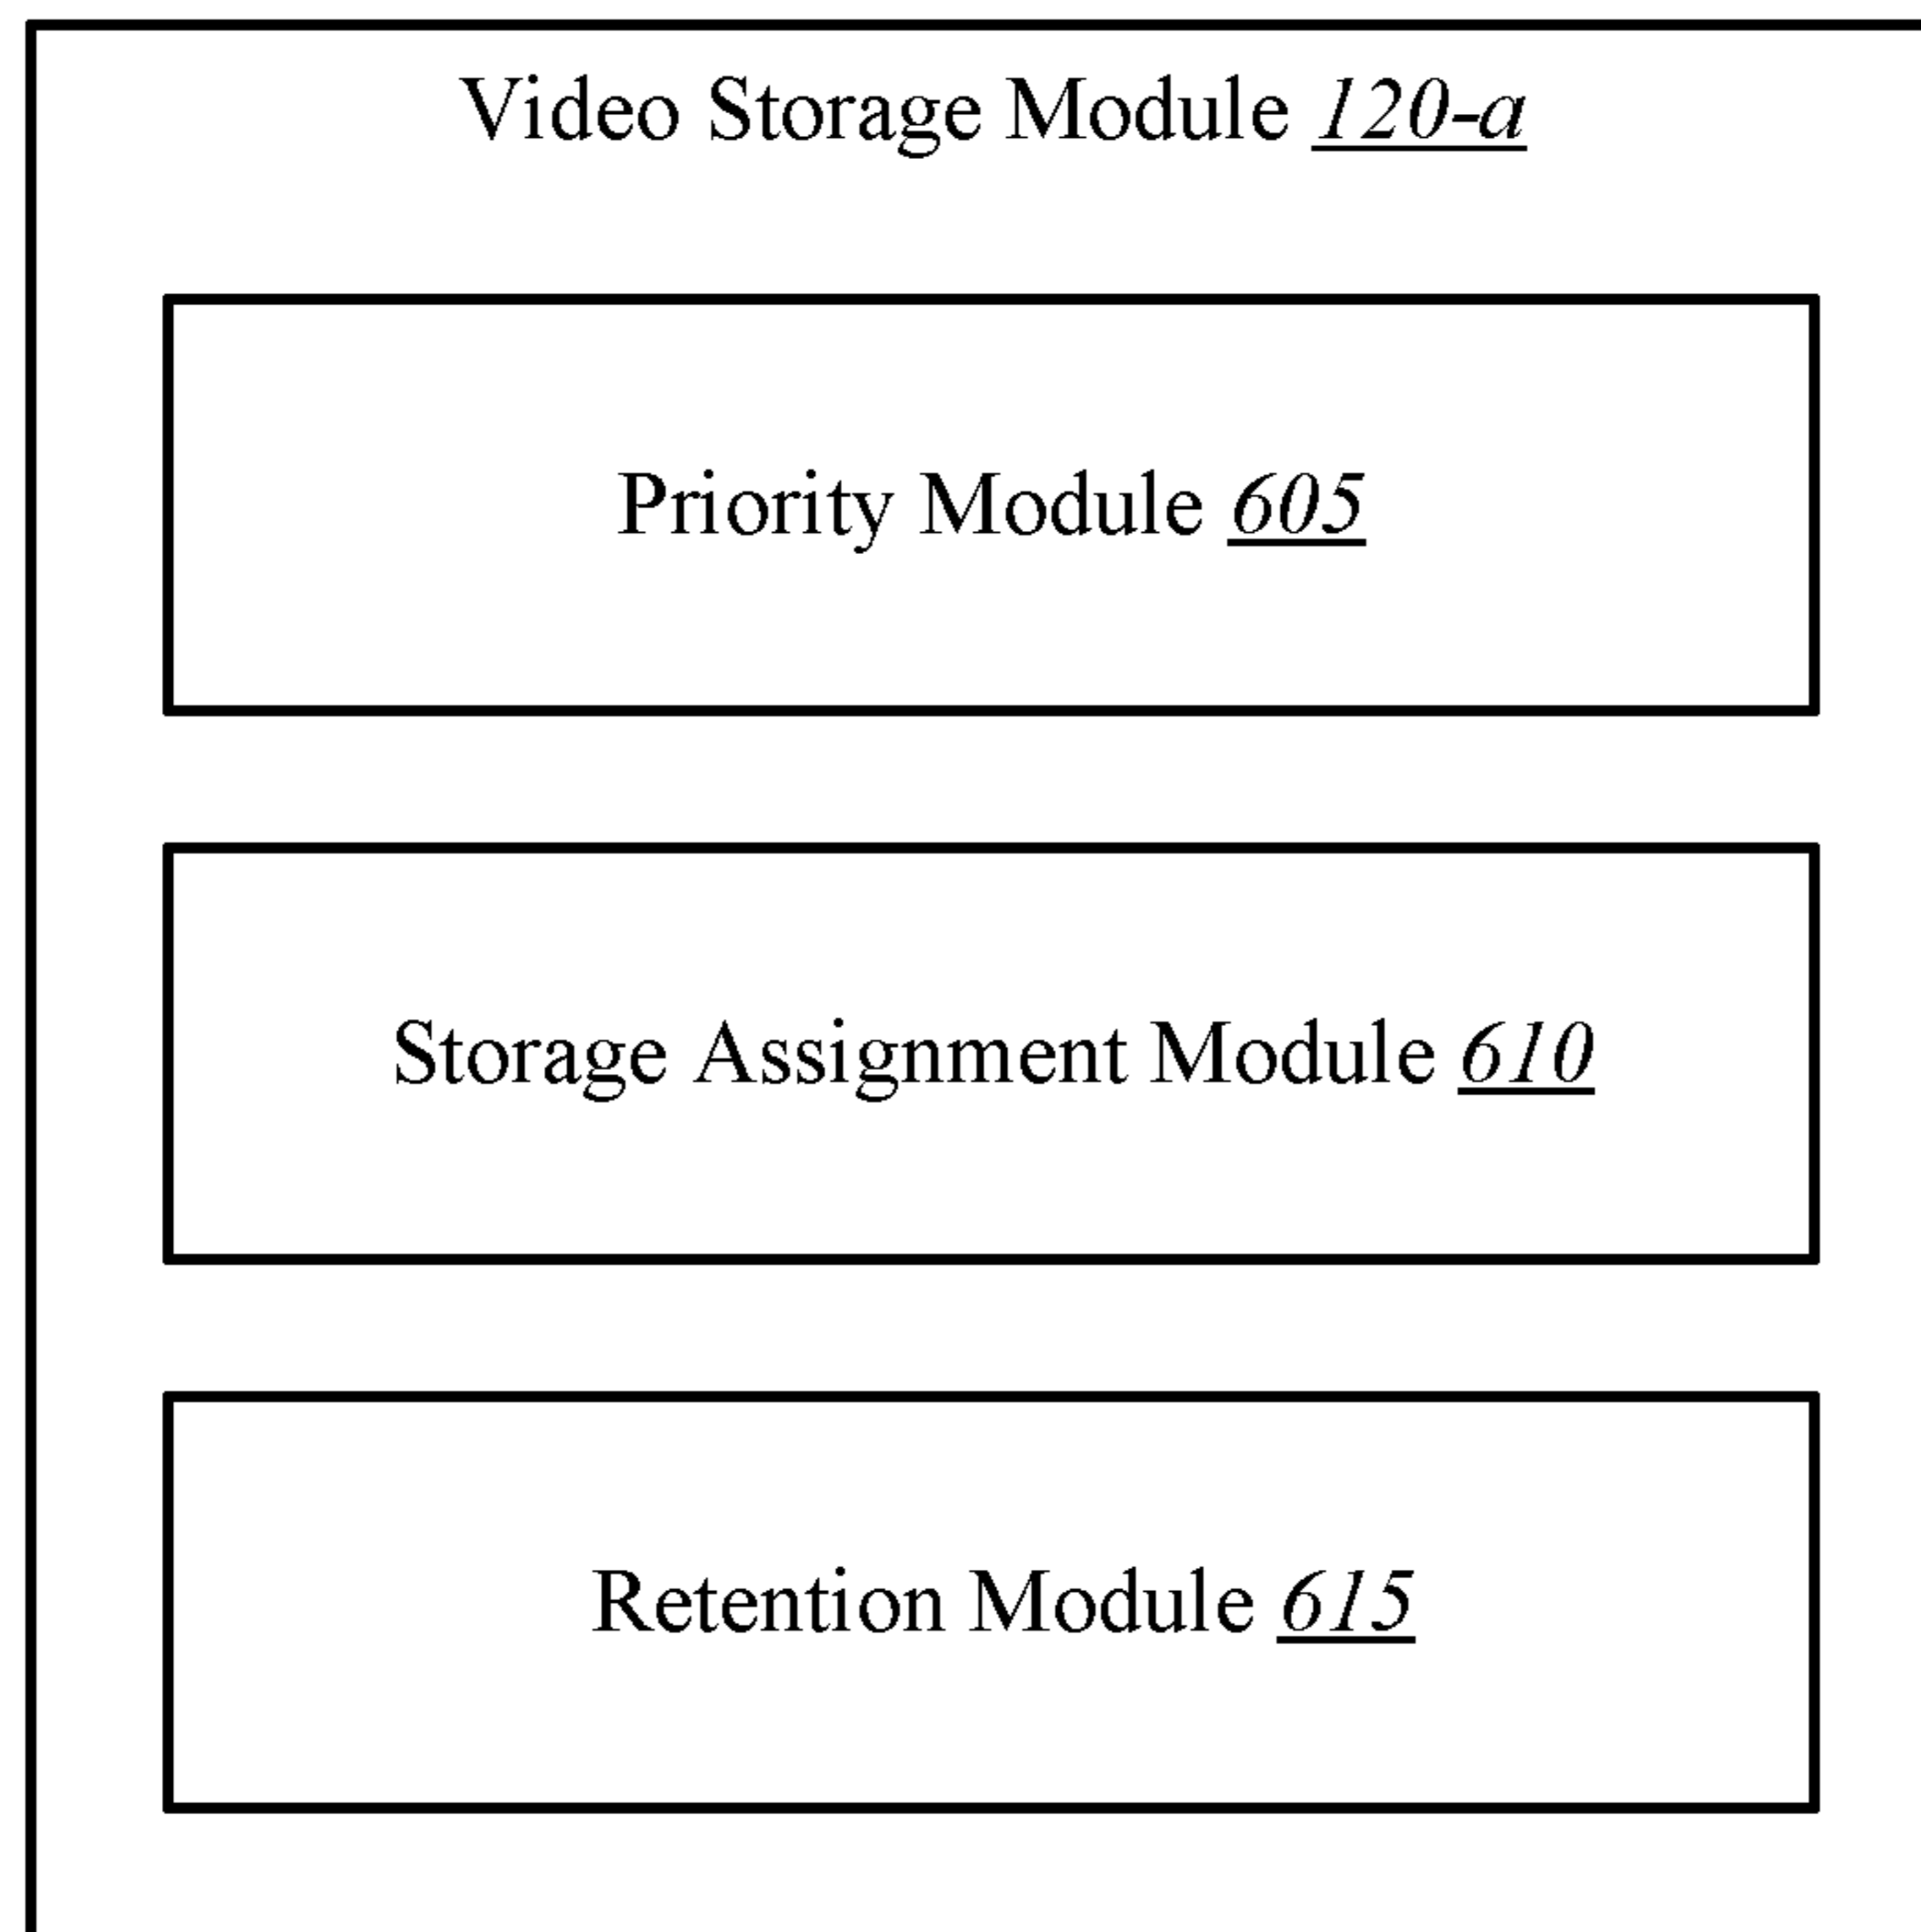 Video Storage Module 120-a
Priority Module 605
Storage Assignment Module 610
Retention Module 615